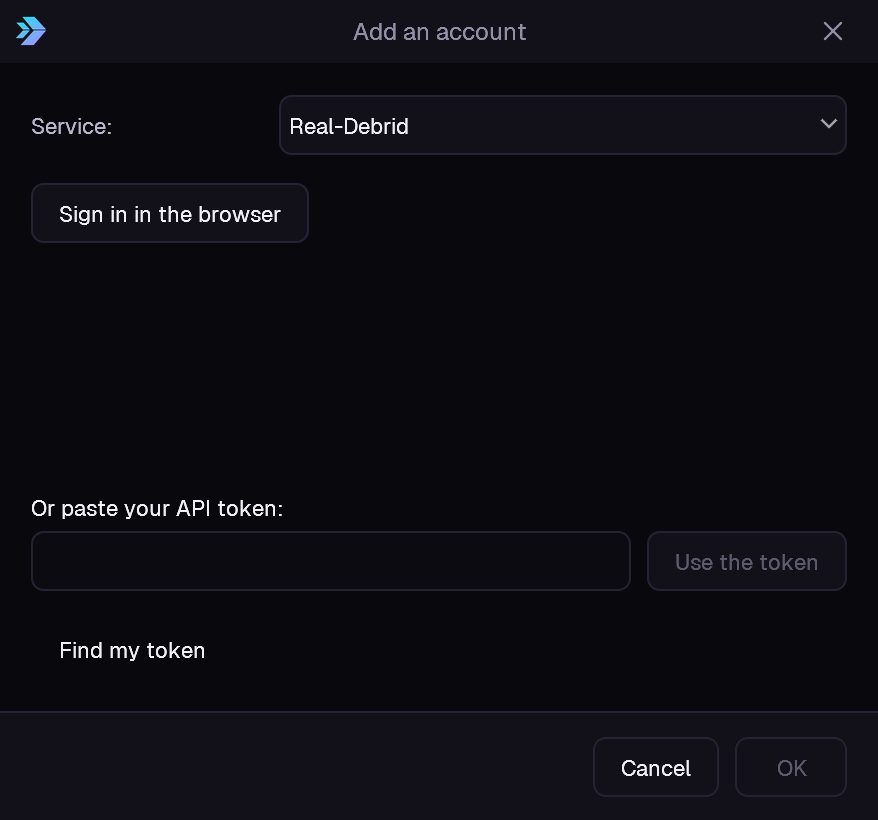 Add an account
Service:
Real-Debrid
Sign in in the browser
Or paste your API token:
Use the token
Find my token
Cancel
OK